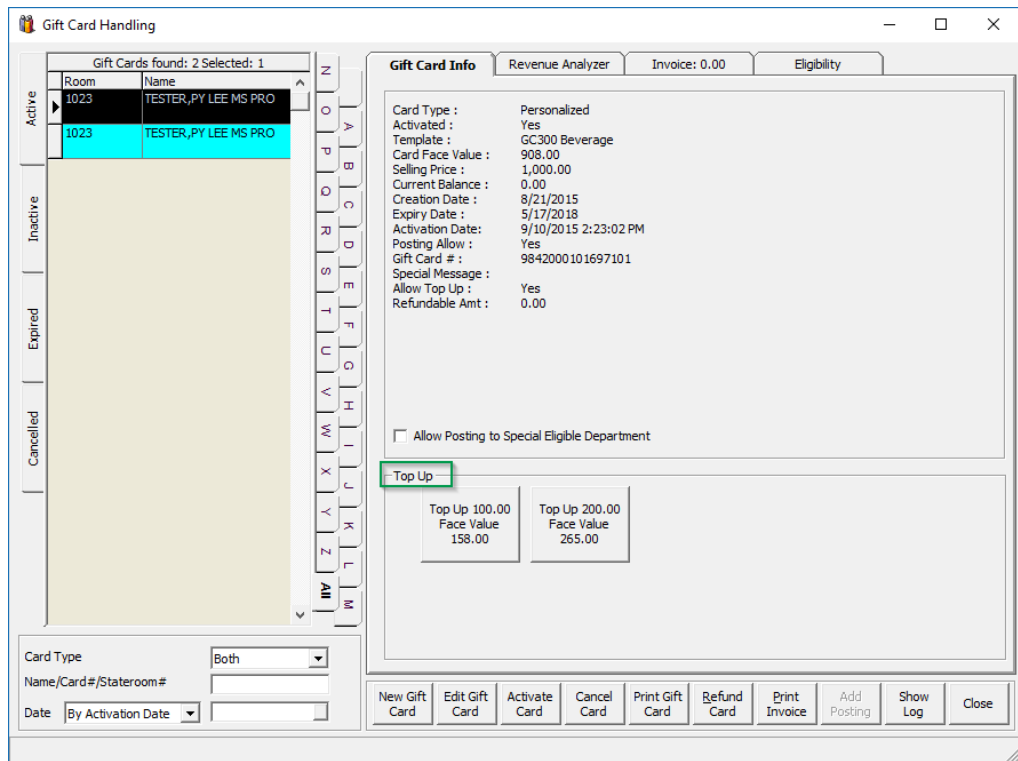 Gift Card Handling
Gift Cards found: 2 Selected: 1
Room Name
1023 TESTER,PY LEE MS PRO
1023 TESTER,PY LEE MS PRO
Active
Inactive
Expired
Cancelled
N
O
P
Q
R
S
T
U
V
W
X
Y
Z
All
A
B
C
D
E
F
G
H
I
J
K
L
M
Gift Card Info Revenue Analyzer Invoice: 0.00 Eligibility
Card Type : Personalized
Activated : Yes
Template : GC300 Beverage
Card Face Value : 908.00
Selling Price : 1,000.00
Current Balance : 0.00
Creation Date : 8/21/2015
Expiry Date : 5/17/2018
Activation Date: 9/10/2015 2:23:02 PM
Posting Allow : Yes
Gift Card # : 9842000101697101
Special Message :
Allow Top Up : Yes
Refundable Amt : 0.00
Allow Posting to Special Eligible Department
Top Up
Top Up 100.00
Face Value
158.00
Top Up 200.00
Face Value
265.00
Card Type Both
Name/Card#/Stateroom#
Date By Activation Date
New Gift
Card
Edit Gift
Card
Activate
Card
Cancel
Card
Print Gift
Card
Refund
Card
Print
Invoice
Add
Posting
Show
Log
Close